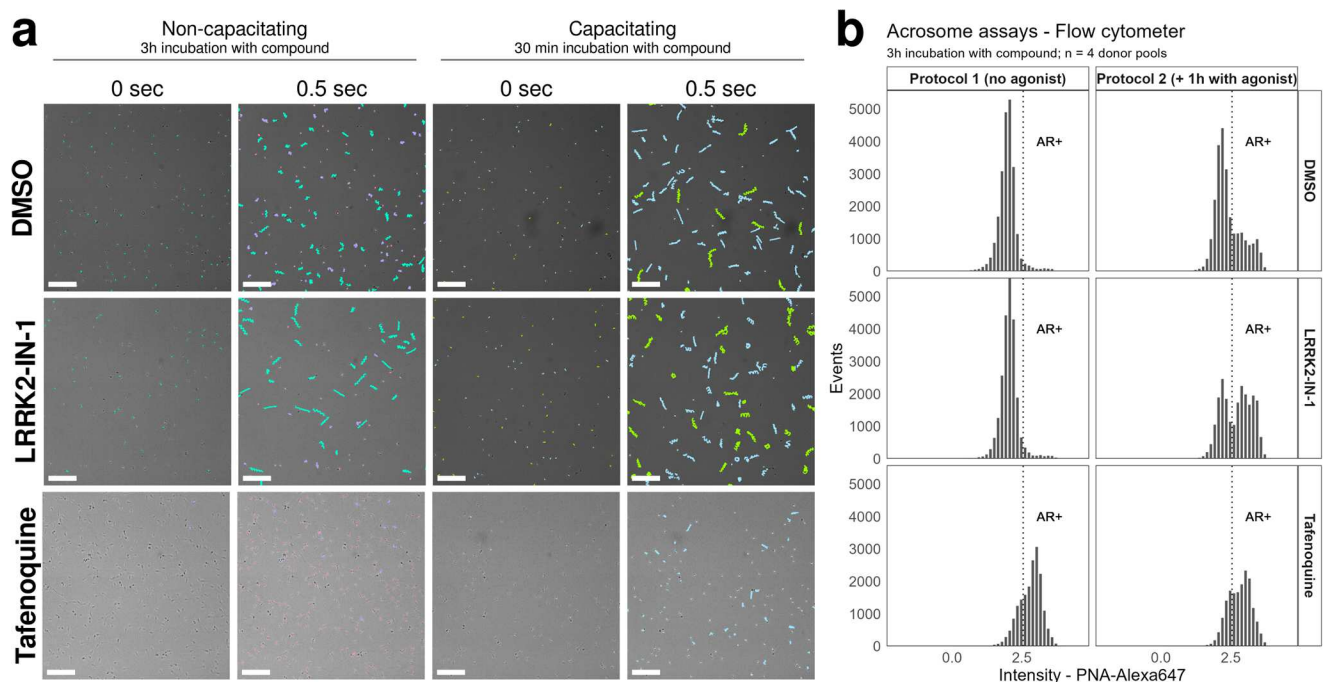 a
Non-capacitating
3h incubation with compound
Capacitating
30 min incubation with compound
0 sec
0.5 sec
0 sec
0.5 sec
DMSO
LRRK2-IN-1
Tafenoquine
b
Acrosome assays - Flow cytometer
3h incubation with compound; n = 4 donor pools
Protocol 1 (no agonist)
Protocol 2 (+ 1h with agonist)
5000
4000
3000
2000
1000
0
AR+
AR+
DMSO
5000
4000
3000
2000
1000
0
AR+
AR+
LRRK2-IN-1
5000
4000
3000
2000
1000
0
AR+
AR+
Tafenoquine
Events
0.0
2.5
0.0
2.5
Intensity - PNA-Alexa647